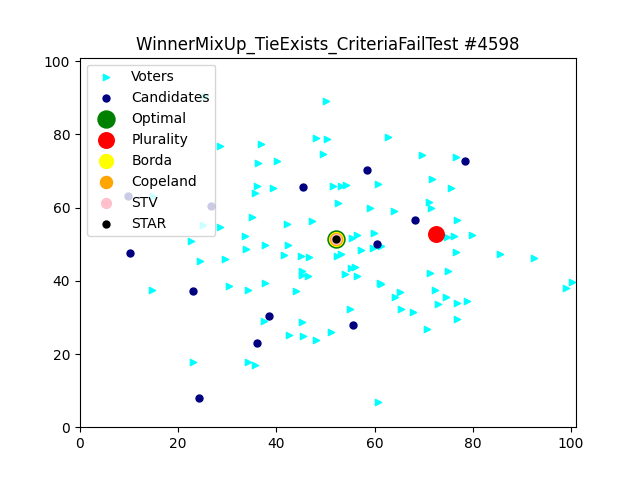 WinnerMixUp_TieExists_CriteriaFailTest #4598
100
80
60
40
20
0
0 20 40 60 80 100
Voters
Candidates
Optimal
Plurality
Borda
Copeland
STV
STAR